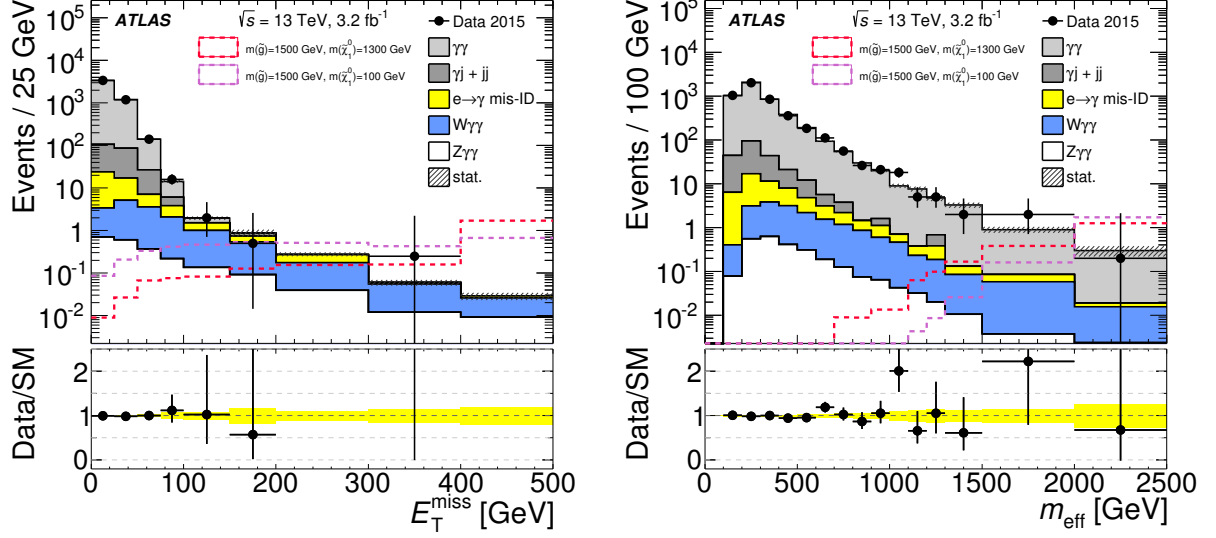 ATLAS
√s = 13 TeV, 3.2 fb⁻¹
Data 2015
m(g̃)=1500 GeV, m(χ̃₁⁰)=1300 GeV
m(g̃)=1500 GeV, m(χ̃₁⁰)=100 GeV
γγ
γj + jj
e→γ mis-ID
Wγγ
Zγγ
stat.
Events / 25 GeV
10⁵
10⁴
10³
10²
10
1
10⁻¹
10⁻²
Data/SM
2
1
0
0 100 200 300 400 500
E_T^miss [GeV]
ATLAS
√s = 13 TeV, 3.2 fb⁻¹
Data 2015
m(g̃)=1500 GeV, m(χ̃₁⁰)=1300 GeV
m(g̃)=1500 GeV, m(χ̃₁⁰)=100 GeV
γγ
γj + jj
e→γ mis-ID
Wγγ
Zγγ
stat.
Events / 100 GeV
10⁵
10⁴
10³
10²
10
1
10⁻¹
10⁻²
Data/SM
2
1
0
0 500 1000 1500 2000 2500
m_eff [GeV]